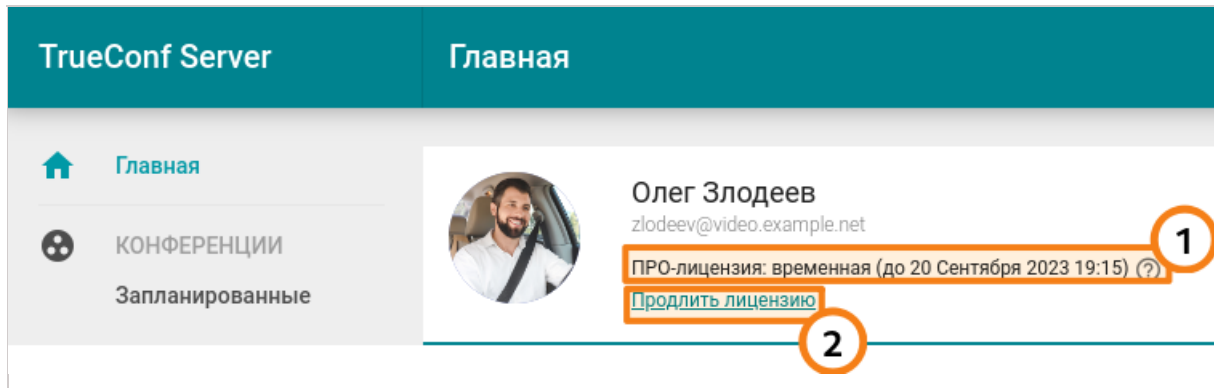 TrueConf Server
Главная
Главная
КОНФЕРЕНЦИИ
Запланированные
Олег Злодеев
zlodeev@video.example.net
ПРО-лицензия: временная (до 20 Сентября 2023 19:15) ?
1
Продлить лицензию
2